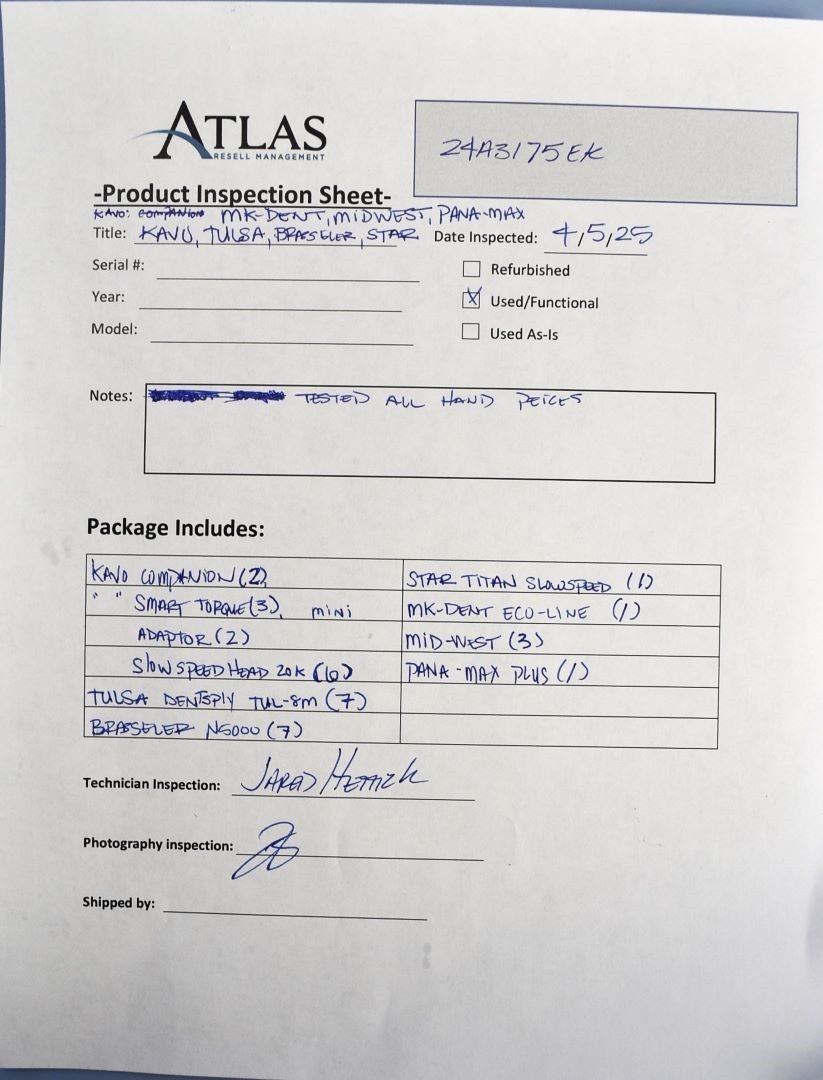 ATLAS
RESELL MANAGEMENT
24A3175EK
-Product Inspection Sheet-
KAVO: COMPANION MK-DENT, MIDWEST, PANA-MAX
Title: KAVO, TULSA, BRASSELER, STAR Date Inspected: 4/5/25
Serial #:
Refurbished
Year:
X Used/Functional
Model:
Used As-Is
Notes: TESTED ALL HAND PEICES
Package Includes:
KAVO COMPANION (2)
STAR TITAN SLOWSPEED (1)
" " SMART TORQUE (3), mini
MK-DENT ECO-LINE (1)
ADAPTOR (2)
MID-WEST (3)
SLOWSPEED HEAD 20K (6)
PANA-MAX PLUS (1)
TULSA DENTSPLY TUL-8M (7)
BRASSELER NS000 (7)
Technician Inspection: JARED
Photography inspection:
Shipped by: